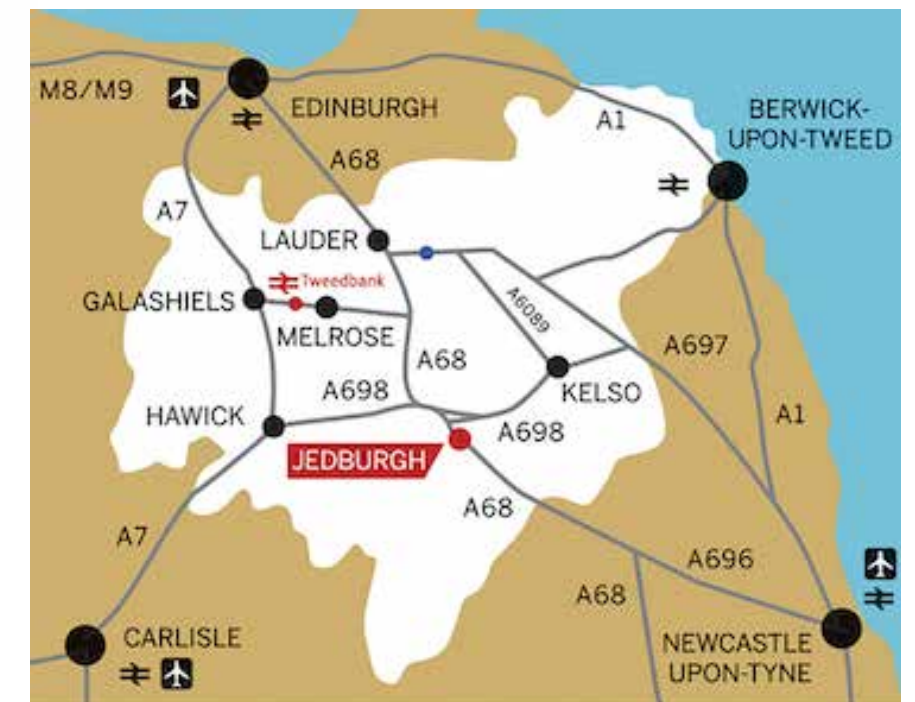 M8/M9
EDINBURGH
A1
BERWICK-
UPON-TWEED
A68
A7
LAUDER
Tweedbank
GALASHIELS
A6089
MELROSE
A697
A68
A698
KELSO
HAWICK
A698
A1
JEDBURGH
A68
A7
A696
A68
CARLISLE
NEWCASTLE
UPON-TYNE